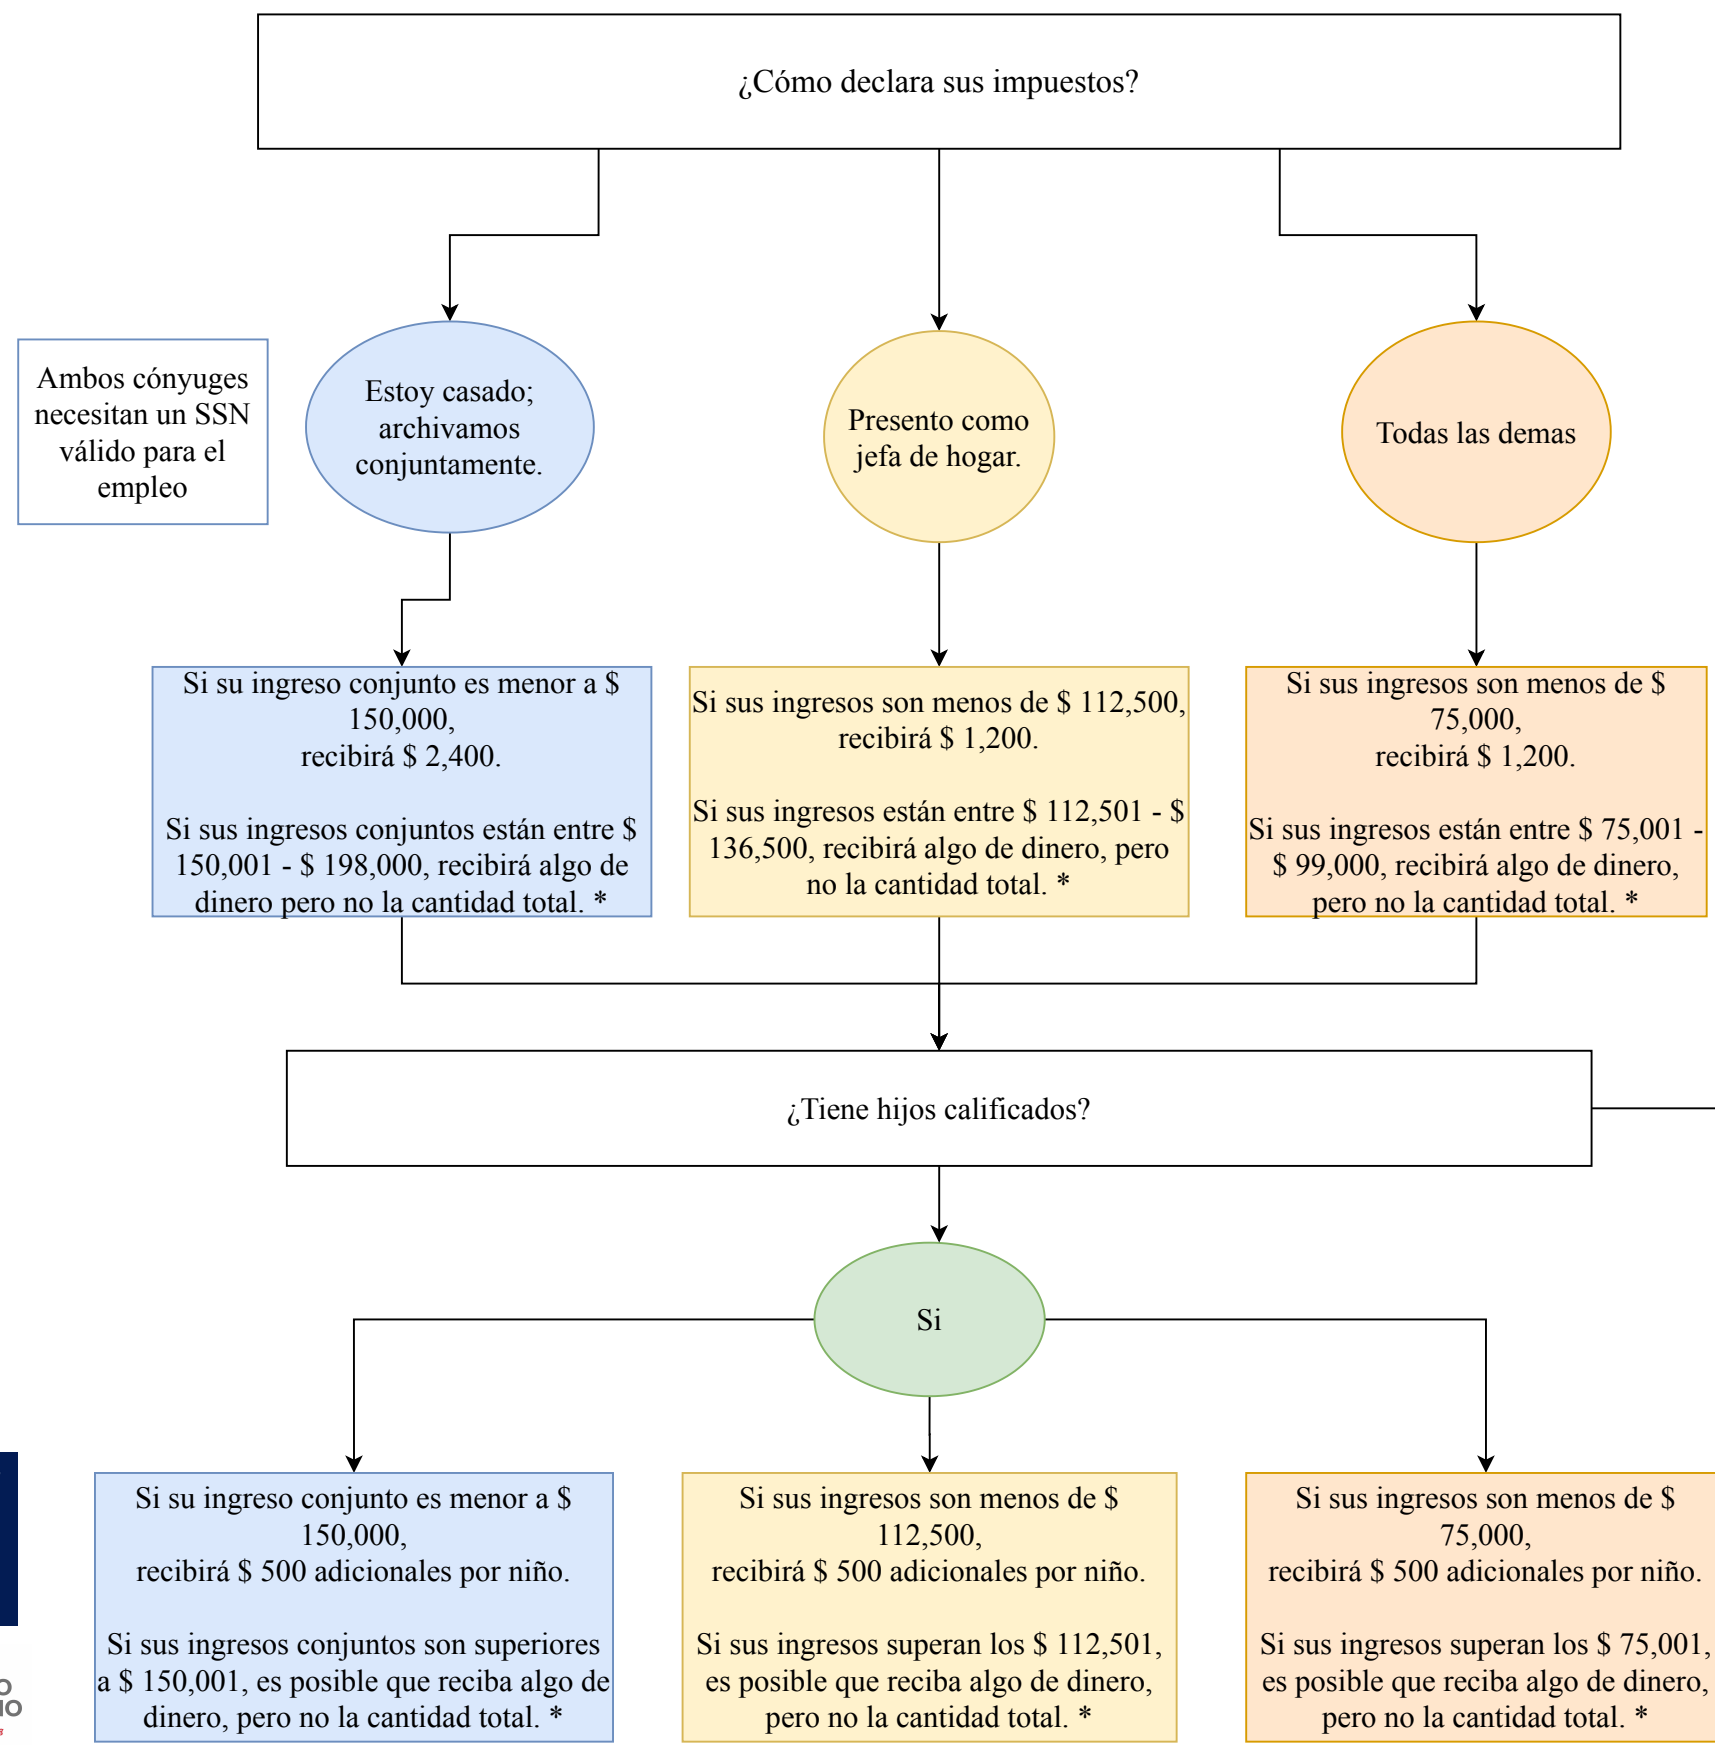 ¿Cómo declara sus impuestos?
Ambos cónyuges
necesitan un SSN
válido para el
empleo
Estoy casado;
archivamos
conjuntamente.
Presento como
jefa de hogar.
Todas las demas
Si su ingreso conjunto es menor a $
150,000,
recibirá $ 2,400.
Si sus ingresos conjuntos están entre $
150,001 - $ 198,000, recibirá algo de
dinero pero no la cantidad total. *
Si sus ingresos son menos de $ 112,500,
recibirá $ 1,200.
Si sus ingresos están entre $ 112,501 - $
136,500, recibirá algo de dinero, pero
no la cantidad total. *
Si sus ingresos son menos de $
75,000,
recibirá $ 1,200.
Si sus ingresos están entre $ 75,001 -
$ 99,000, recibirá algo de dinero,
pero no la cantidad total. *
¿Tiene hijos calificados?
Si
Si su ingreso conjunto es menor a $
150,000,
recibirá $ 500 adicionales por niño.
Si sus ingresos conjuntos son superiores
a $ 150,001, es posible que reciba algo de
dinero, pero no la cantidad total. *
Si sus ingresos son menos de $
112,500,
recibirá $ 500 adicionales por niño.
Si sus ingresos superan los $ 112,501,
es posible que reciba algo de dinero,
pero no la cantidad total. *
Si sus ingresos son menos de $
75,000,
recibirá $ 500 adicionales por niño.
Si sus ingresos superan los $ 75,001,
es posible que reciba algo de dinero,
pero no la cantidad total. *